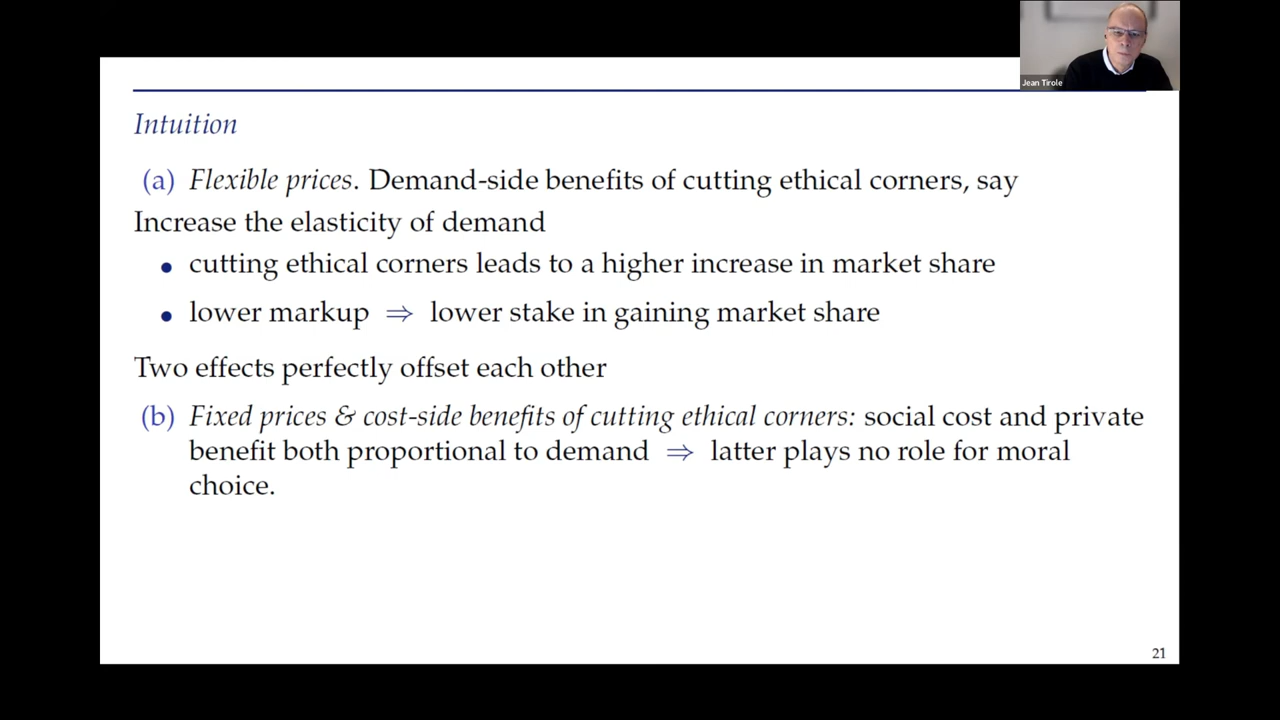 Jean Tirole
Intuition
(a) Flexible prices. Demand-side benefits of cutting ethical corners, say
Increase the elasticity of demand
• cutting ethical corners leads to a higher increase in market share
• lower markup ⇒ lower stake in gaining market share
Two effects perfectly offset each other
(b) Fixed prices & cost-side benefits of cutting ethical corners: social cost and private
benefit both proportional to demand ⇒ latter plays no role for moral
choice.
21